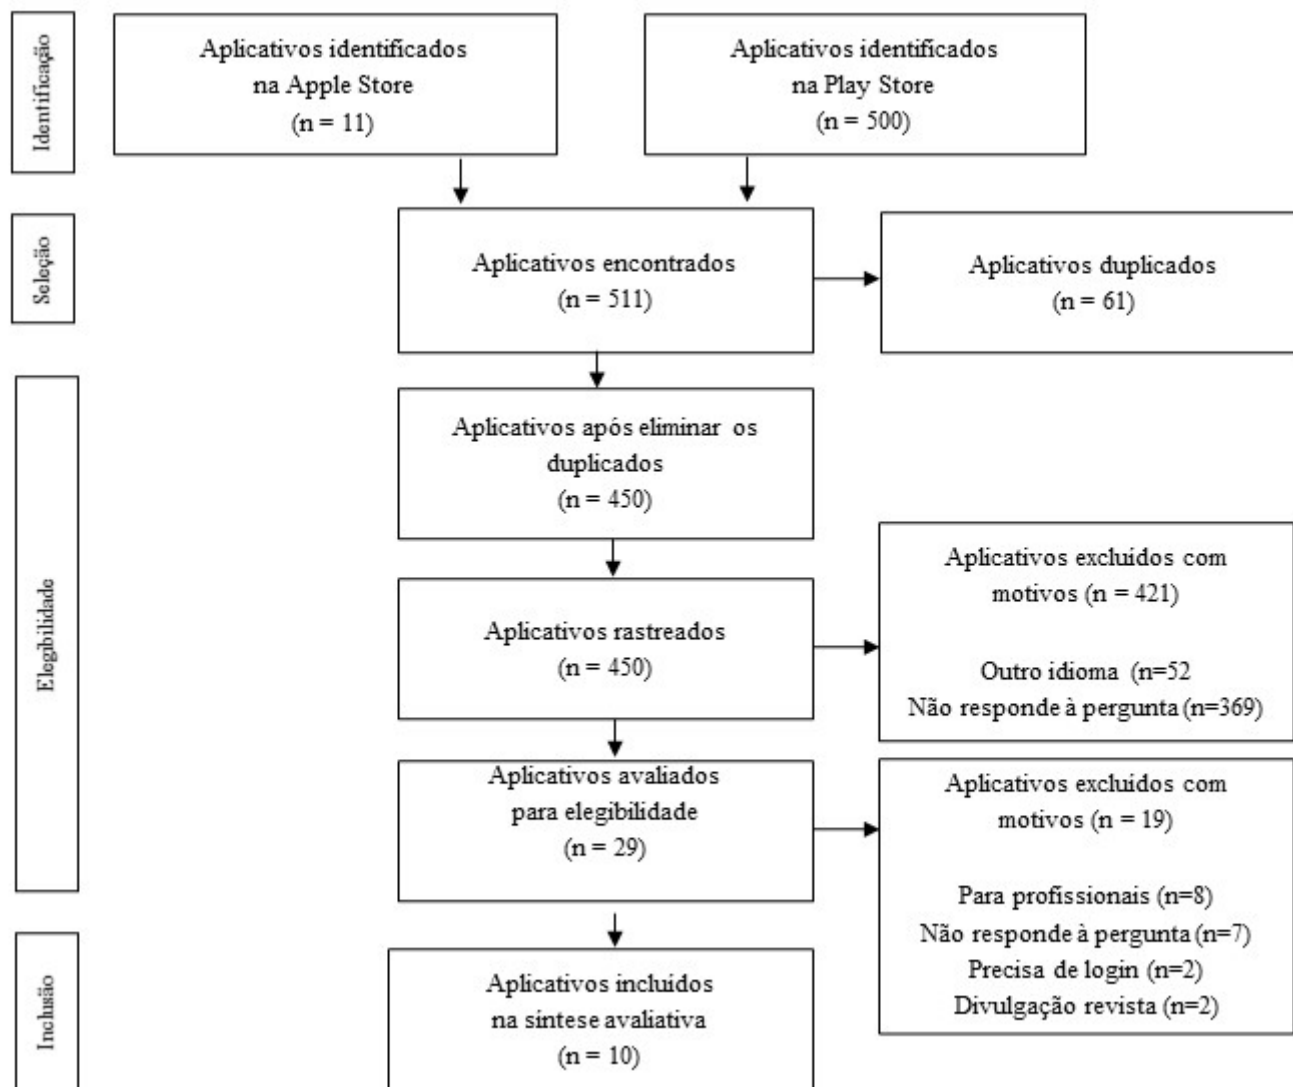 Identificação
Aplicativos identificados
na Apple Store
(n = 11)
Aplicativos identificados
na Play Store
(n = 500)
Seleção
Aplicativos encontrados
(n = 511)
Aplicativos duplicados
(n = 61)
Elegibilidade
Aplicativos após eliminar os
duplicados
(n = 450)
Aplicativos rastreados
(n = 450)
Aplicativos excluídos com
motivos (n = 421)
Outro idioma (n=52
Não responde à pergunta (n=369)
Aplicativos avaliados
para elegibilidade
(n = 29)
Aplicativos excluídos com
motivos (n = 19)
Para profissionais (n=8)
Não responde à pergunta (n=7)
Precisa de login (n=2)
Divulgação revista (n=2)
Inclusão
Aplicativos incluídos
na síntese avaliativa
(n = 10)